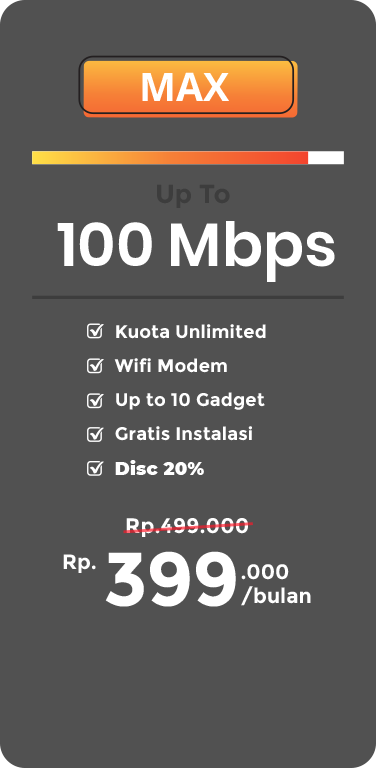 MAX
Up To
100 Mbps
Kuota Unlimited
Wifi Modem
Up to 10 Gadget
Gratis Instalasi
Disc 20%
Rp.499.000
Rp. 399.000
/bulan